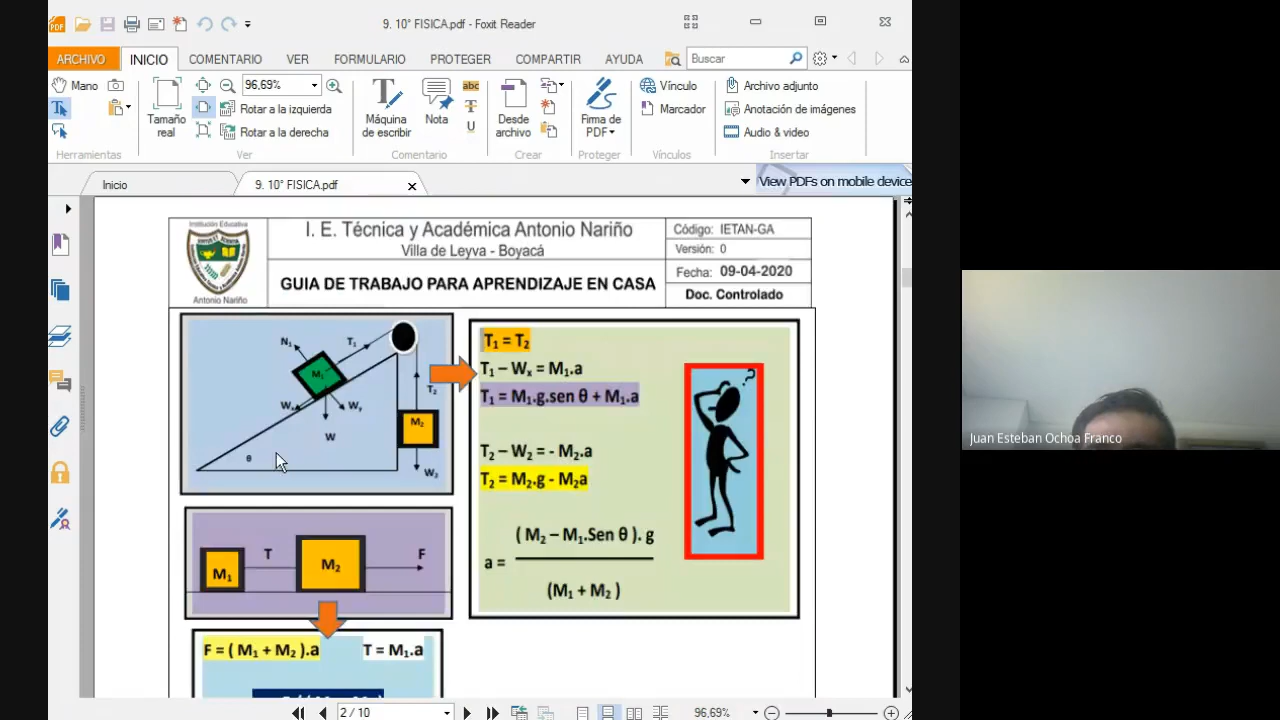 9. 10° FISICA.pdf - Foxit Reader
ARCHIVO INICIO COMENTARIO VER FORMULARIO PROTEGER COMPARTIR AYUDA Buscar
Mano
Tamaño real
96,69%
Rotar a la izquierda
Rotar a la derecha
Máquina de escribir
Nota
abc
T
U
Desde archivo
Firma de PDF
Vínculo
Marcador
Archivo adjunto
Anotación de imágenes
Audio & video
Herramientas Ver Comentario Crear Proteger Vínculos Insertar
Inicio 9. 10° FISICA.pdf View PDFs on mobile device
Institución Educativa
Antonio Nariño
I. E. Técnica y Académica Antonio Nariño
Villa de Leyva - Boyacá
GUIA DE TRABAJO PARA APRENDIZAJE EN CASA
Código: IETAN-GA
Versión: 0
Fecha: 09-04-2020
Doc. Controlado
N₁ T₁
M₁
Wₓ Wᵧ T₂
M₂
W
θ W₂
T₁ = T₂
T₁ – Wₓ = M₁.a
T₁ = M₁.g.sen θ + M₁.a
T₂ – W₂ = - M₂.a
T₂ = M₂.g - M₂a
a = ( M₂ – M₁.Sen θ ). g
(M₁ + M₂ )
?
M₁ T M₂ F
F = ( M₁ + M₂ ).a T = M₁.a
2 / 10 96,69%
Juan Esteban Ochoa Franco